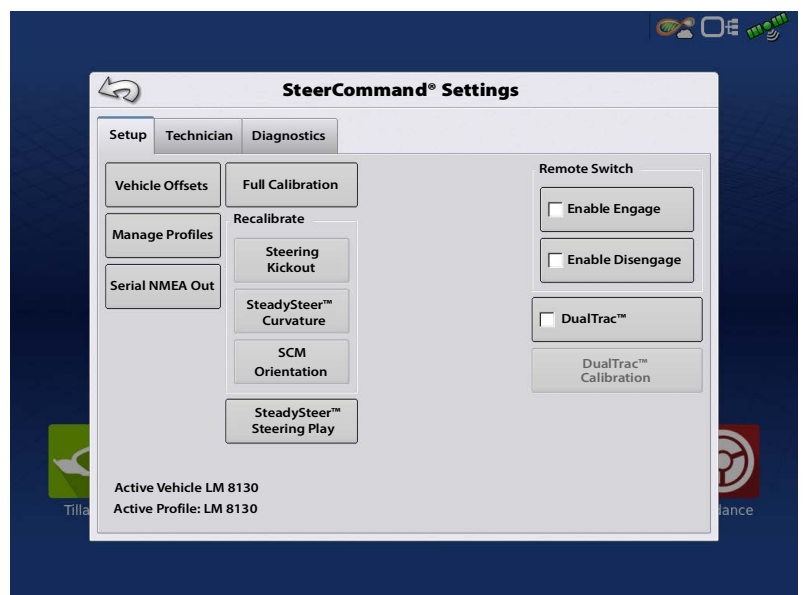 SteerCommand® Settings
Setup
Technician
Diagnostics
Vehicle Offsets
Full Calibration
Remote Switch
Enable Engage
Manage Profiles
Recalibrate
Steering
Kickout
Enable Disengage
Serial NMEA Out
SteadySteer™
Curvature
DualTrac™
SCM
Orientation
DualTrac™
Calibration
SteadySteer™
Steering Play
Active Vehicle LM 8130
Active Profile: LM 8130
Tilla
dance